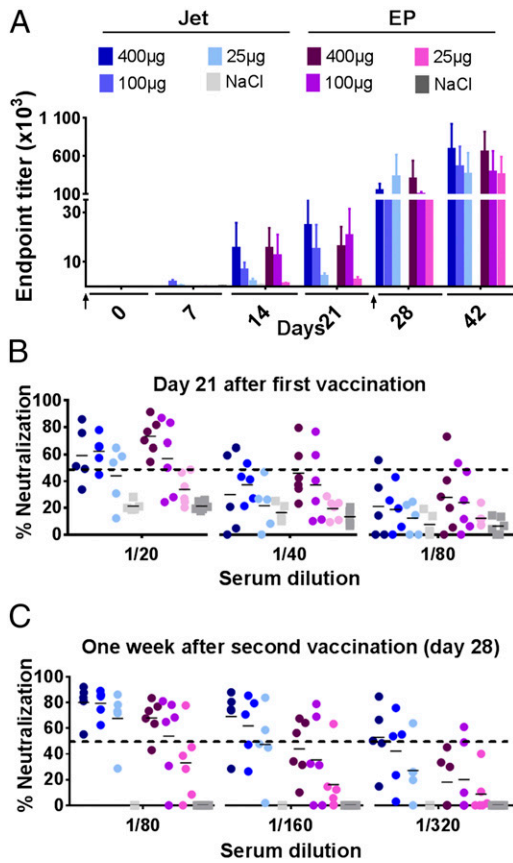 A
Jet EP
400µg 25µg 400µg 25µg
100µg NaCl 100µg NaCl
Endpoint titer (x10³)
1 100
600
100
30
10
0 7 14 21 28 42
Days
B
Day 21 after first vaccination
% Neutralization
100
80
60
40
20
0
1/20 1/40 1/80
Serum dilution
C
One week after second vaccination (day 28)
% Neutralization
100
80
60
40
20
0
1/80 1/160 1/320
Serum dilution